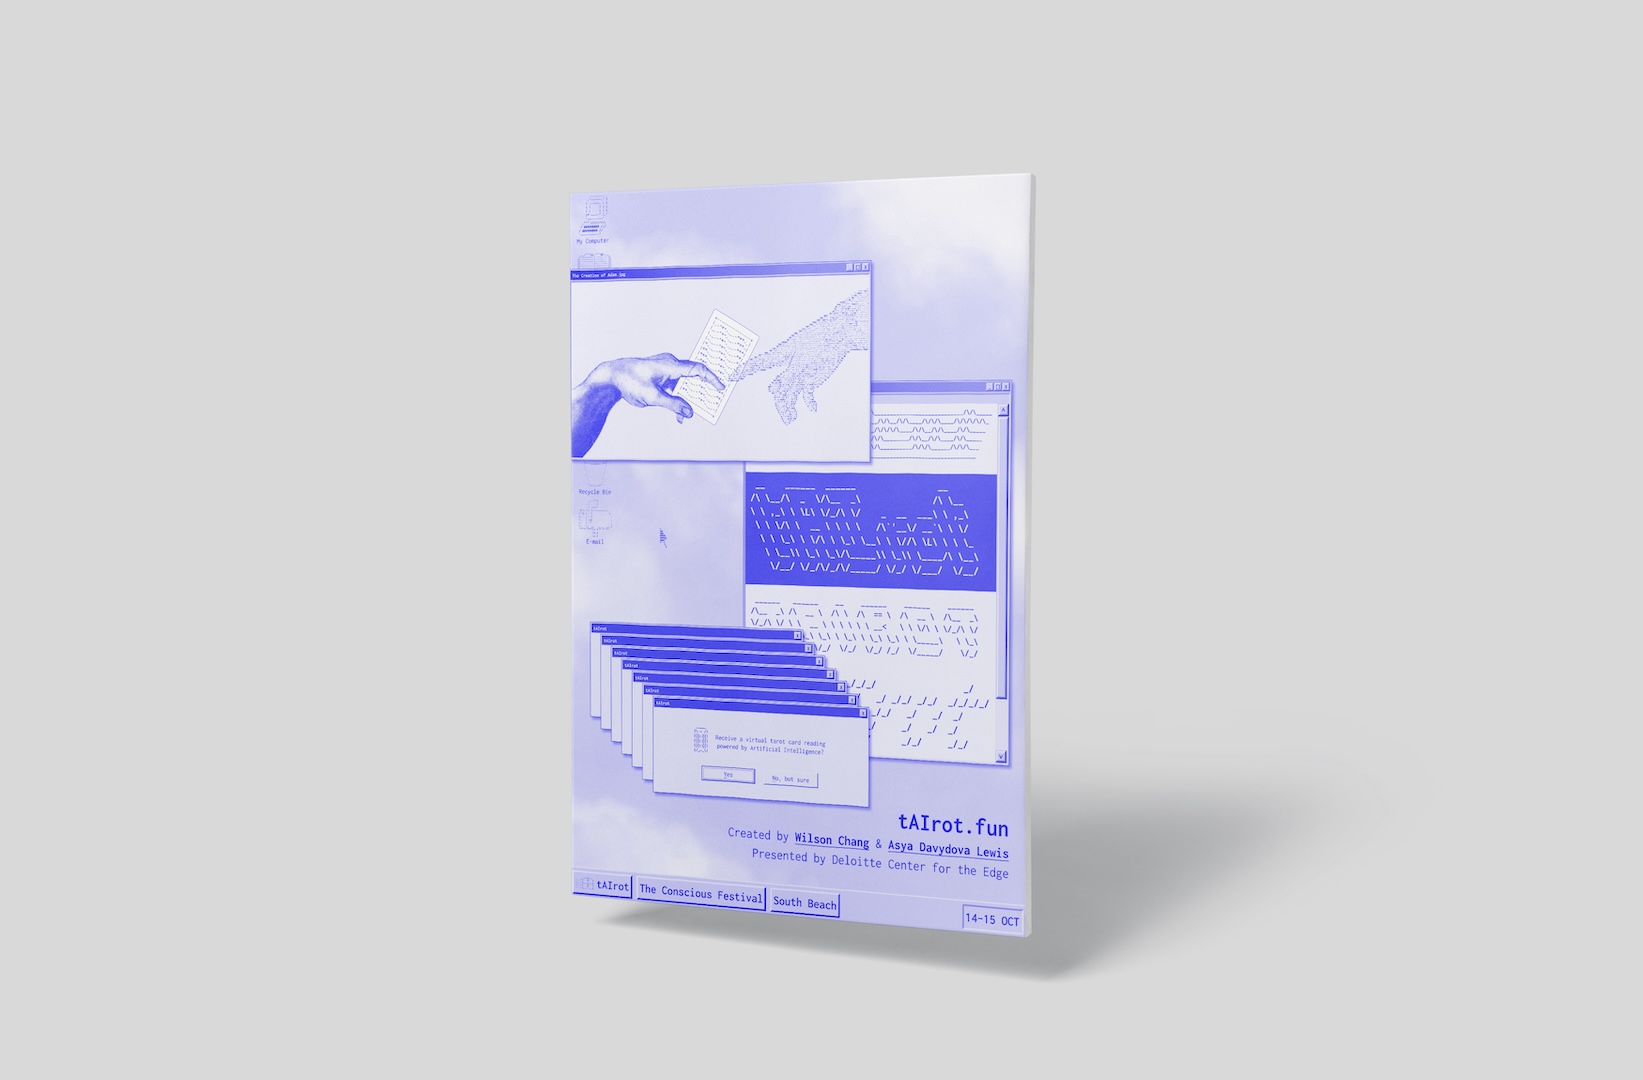 My Computer
The Creation of Adam.jpg
Recycle Bin
E-mail
tAIrot
tAIrot
tAIrot
tAIrot
tAIrot
tAIrot
tAIrot
Receive a virtual tarot card reading
powered by Artificial Intelligence?
Yes
No, but sure
tAIrot.fun
Created by Wilson Chang & Asya Davydova Lewis
Presented by Deloitte Center for the Edge
tAIrot
The Conscious Festival
South Beach
14-15 OCT